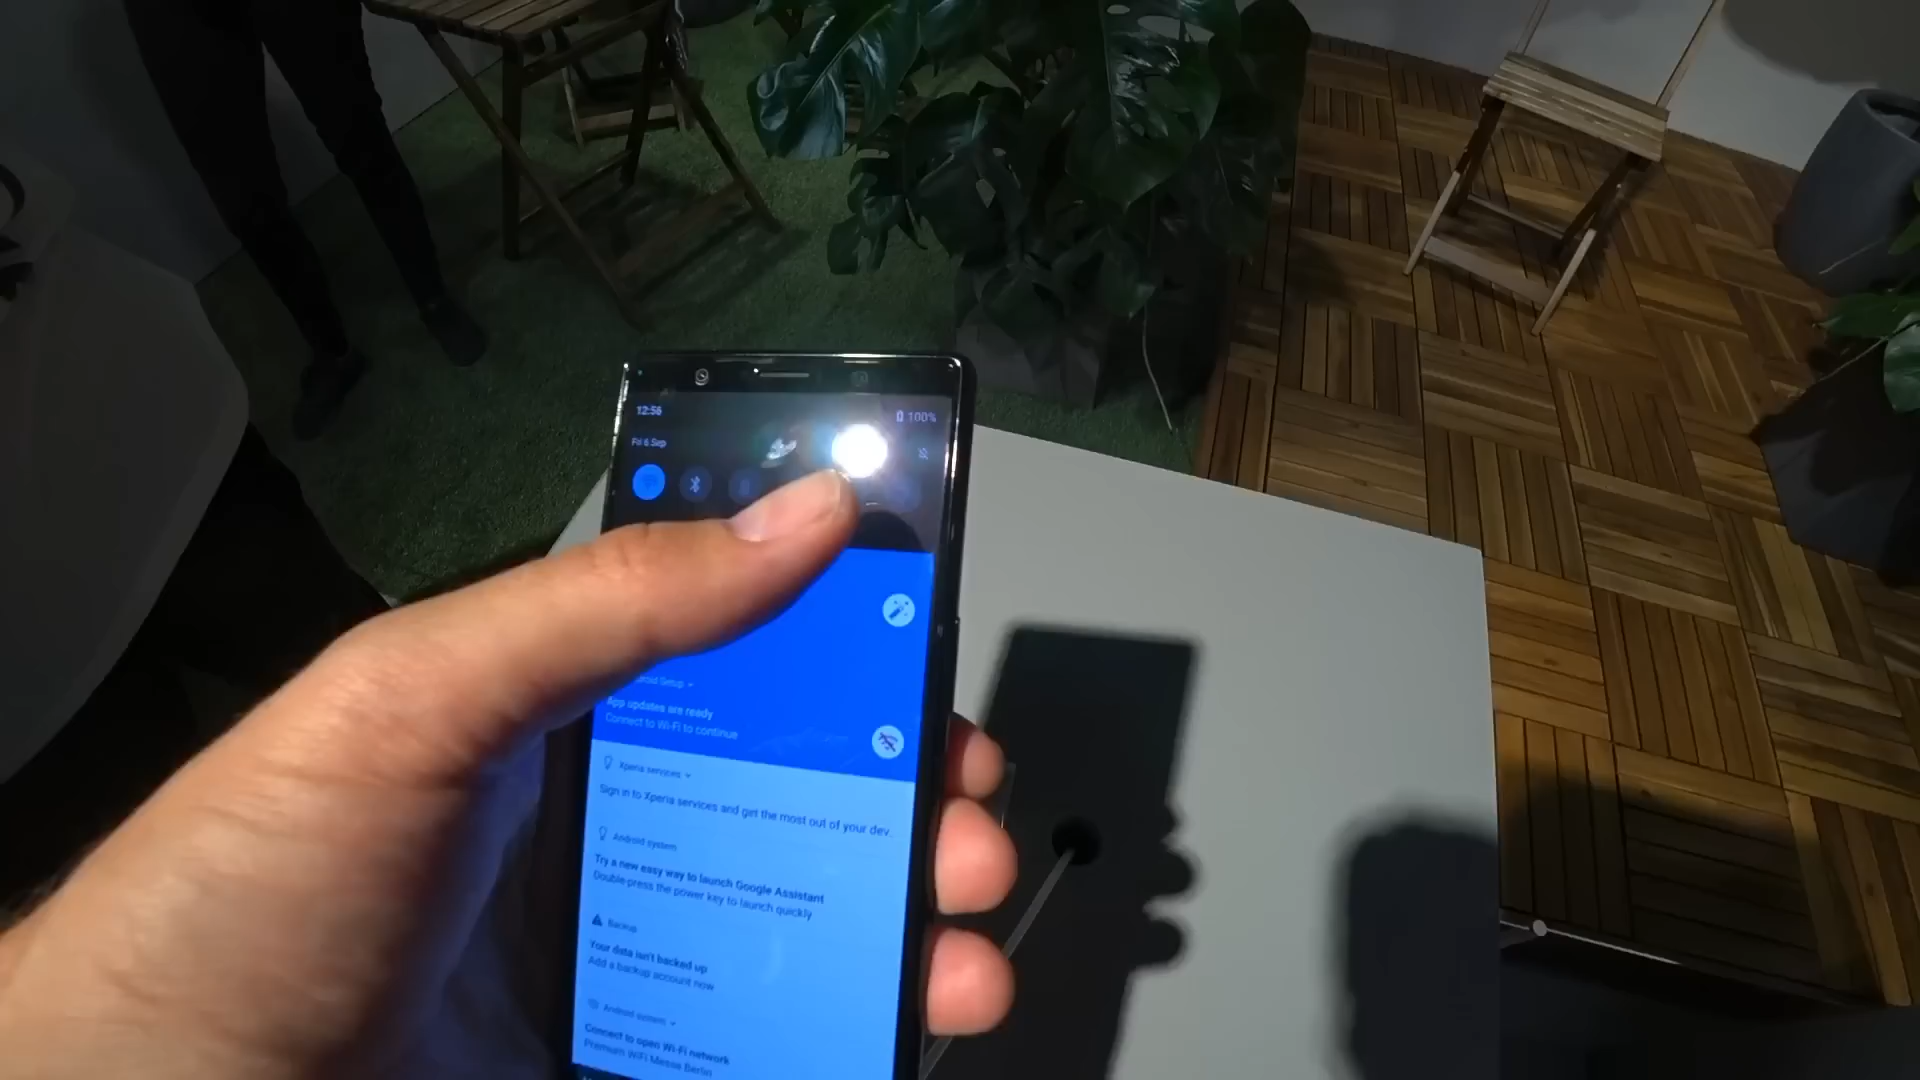 12:56
100%
Fri 6 Sep
roid Setup
App updates are ready
Connect to Wi-Fi to continue
Xperia services
Sign in to Xperia services and get the most out of your dev..
Android system
Try a new easy way to launch Google Assistant
Double-press the power key to launch quickly
Backup
Your data isn't backed up
Add a backup account now
Android system
Connect to open Wi-Fi network
Premium WiFi Messe Berlin